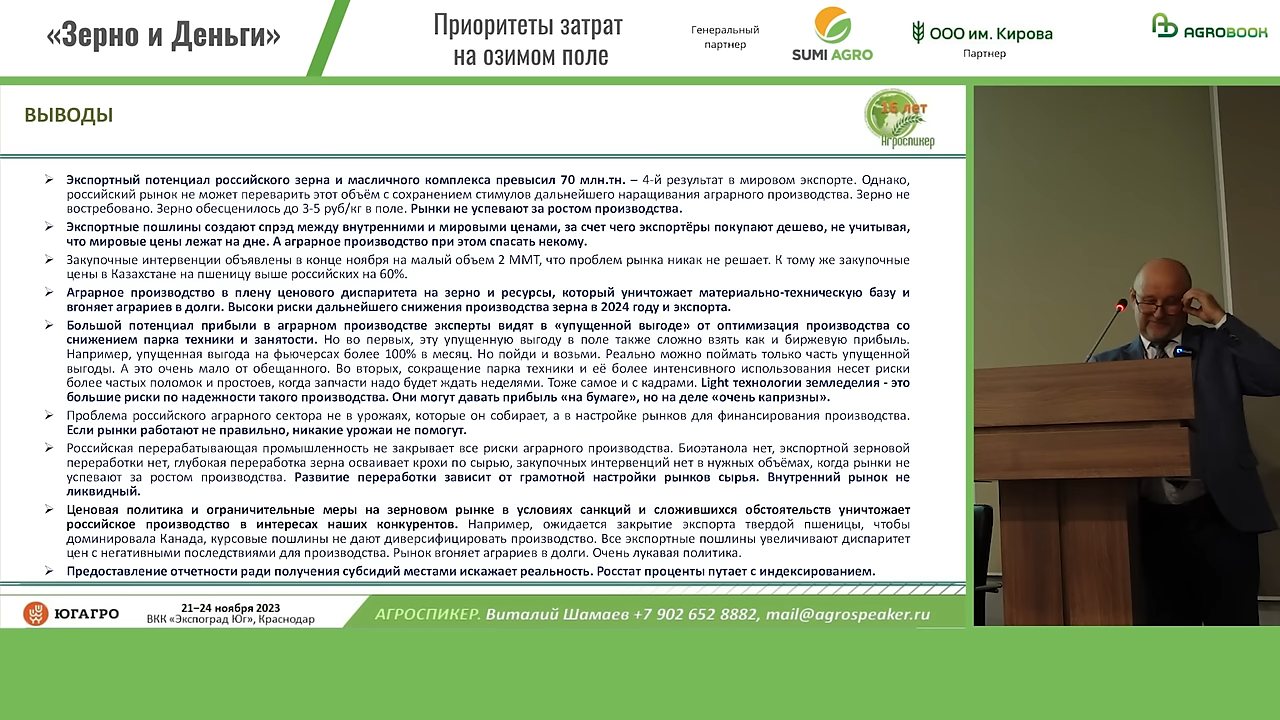 «Зерно и Деньги»
Приоритеты затрат
на озимом поле
Генеральный
партнер
SUMI AGRO
ООО им. Кирова
Партнер
AGROBOOK
ВЫВОДЫ
16 лет
Агроспикер
Экспортный потенциал российского зерна и масличного комплекса превысил 70 млн.тн. – 4-й результат в мировом экспорте. Однако,
российский рынок не может переварить этот объём с сохранением стимулов дальнейшего наращивания аграрного производства. Зерно не
востребовано. Зерно обесценилось до 3-5 руб/кг в поле. Рынки не успевают за ростом производства.
Экспортные пошлины создают спрэд между внутренними и мировыми ценами, за счет чего экспортёры покупают дешево, не учитывая,
что мировые цены лежат на дне. А аграрное производство при этом спасать некому.
Закупочные интервенции объявлены в конце ноября на малый объем 2 ММТ, что проблем рынка никак не решает. К тому же закупочные
цены в Казахстане на пшеницу выше российских на 60%.
Аграрное производство в плену ценового диспаритета на зерно и ресурсы, который уничтожает материально-техническую базу и
вгоняет аграриев в долги. Высоки риски дальнейшего снижения производства зерна в 2024 году и экспорта.
Большой потенциал прибыли в аграрном производстве эксперты видят в «упущенной выгоде» от оптимизация производства со
снижением парка техники и занятости. Но во первых, эту упущенную выгоду в поле также сложно взять как и биржевую прибыль.
Например, упущенная выгода на фьючерсах более 100% в месяц. Но пойди и возьми. Реально можно поймать только часть упущенной
выгоды. А это очень мало от обещанного. Во вторых, сокращение парка техники и её более интенсивного использования несет риски
более частых поломок и простоев, когда запчасти надо будет ждать неделями. Тоже самое и с кадрами. Light технологии земледелия - это
большие риски по надежности такого производства. Они могут давать прибыль «на бумаге», но на деле «очень капризны».
Проблема российского аграрного сектора не в урожаях, которые он собирает, а в настройке рынков для финансирования производства.
Если рынки работают не правильно, никакие урожаи не помогут.
Российская перерабатывающая промышленность не закрывает все риски аграрного производства. Биоэтанола нет, экспортной зерновой
переработки нет, глубокая переработка зерна осваивает крохи по сырью, закупочных интервенций нет в нужных объёмах, когда рынки не
успевают за ростом производства. Развитие переработки зависит от грамотной настройки рынков сырья. Внутренний рынок не
ликвидный.
Ценовая политика и ограничительные меры на зерновом рынке в условиях санкций и сложившихся обстоятельств уничтожает
российское производство в интересах наших конкурентов. Например, ожидается закрытие экспорта твердой пшеницы, чтобы
доминировала Канада, курсовые пошлины не дают диверсифицировать производство. Все экспортные пошлины увеличивают диспаритет
цен с негативными последствиями для производства. Рынок вгоняет аграриев в долги. Очень лукавая политика.
Предоставление отчетности ради получения субсидий местами искажает реальность. Росстат проценты путает с индексированием.
ЮГАГРО
21–24 ноября 2023
ВКК «Экспоград Юг», Краснодар
АГРОСПИКЕР. Виталий Шамаев +7 902 652 8882, mail@agrospeaker.ru